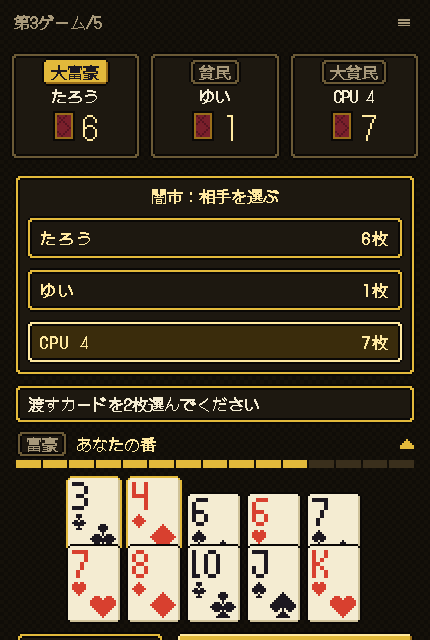 第3ゲーム/5
大富豪
たろう
6
貧民
ゆい
1
大貧民
CPU 4
7
闇市：相手を選ぶ
たろう 6枚
ゆい 1枚
CPU 4 7枚
渡すカードを2枚選んでください
富豪 あなたの番
3 4 6 6 7
7 8 10 J K